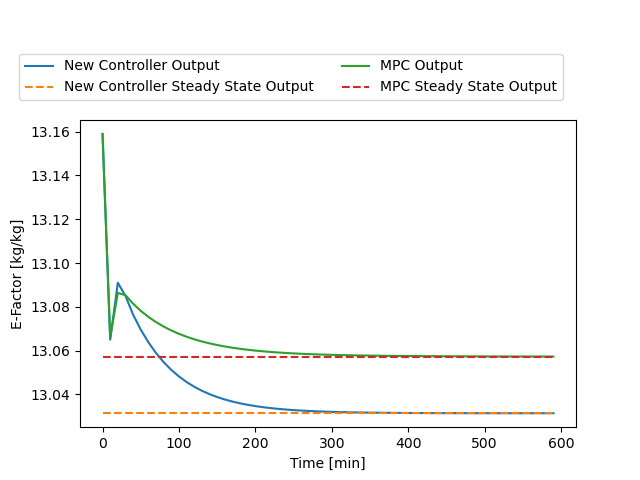 New Controller Output
New Controller Steady State Output
MPC Output
MPC Steady State Output
13.16
13.14
13.12
13.10
13.08
13.06
13.04
E-Factor [kg/kg]
0 100 200 300 400 500 600
Time [min]